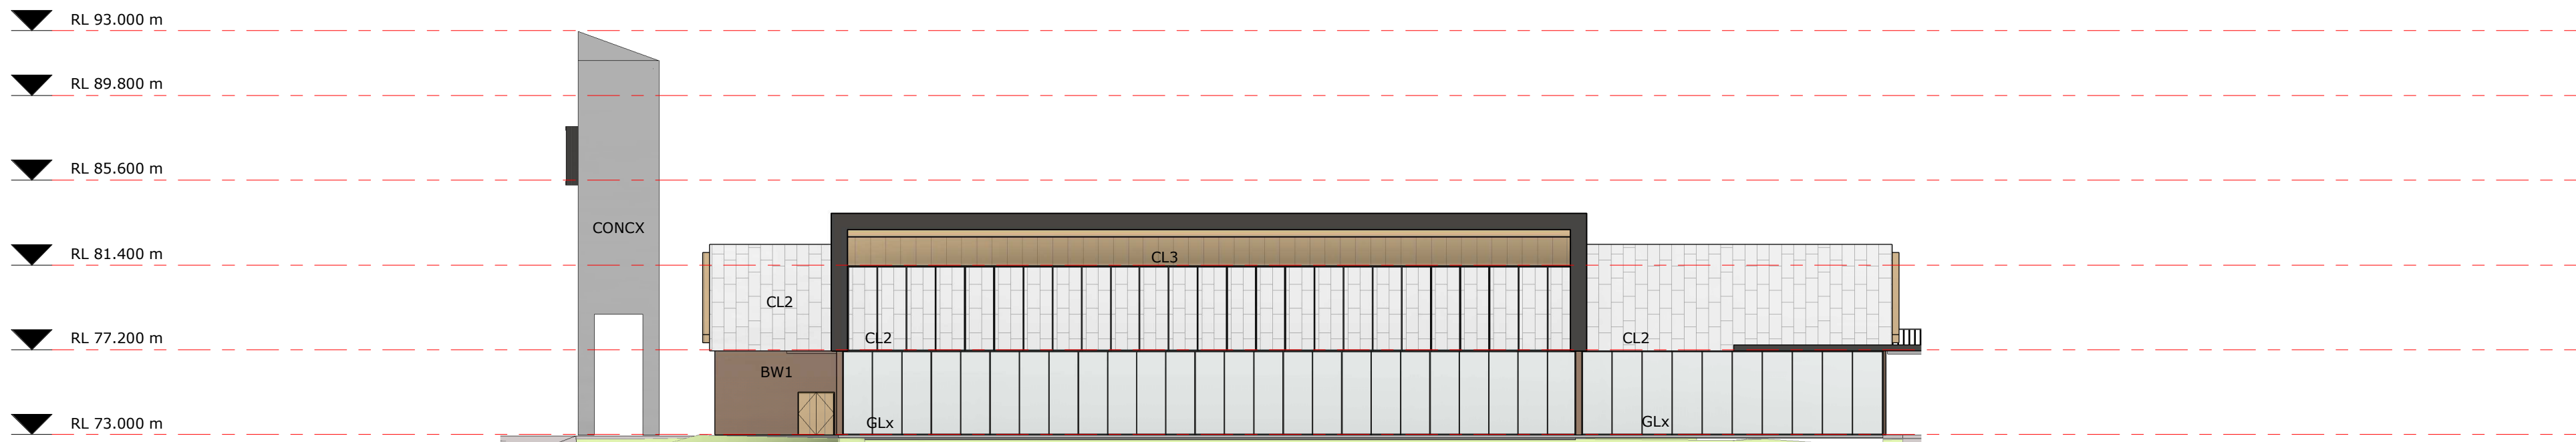 RL 93.000 m
RL 89.800 m
RL 85.600 m
CONCX
RL 81.400 m
CL3
CL2
RL 77.200 m
CL2
CL2
BW1
RL 73.000 m
GLx
GLx